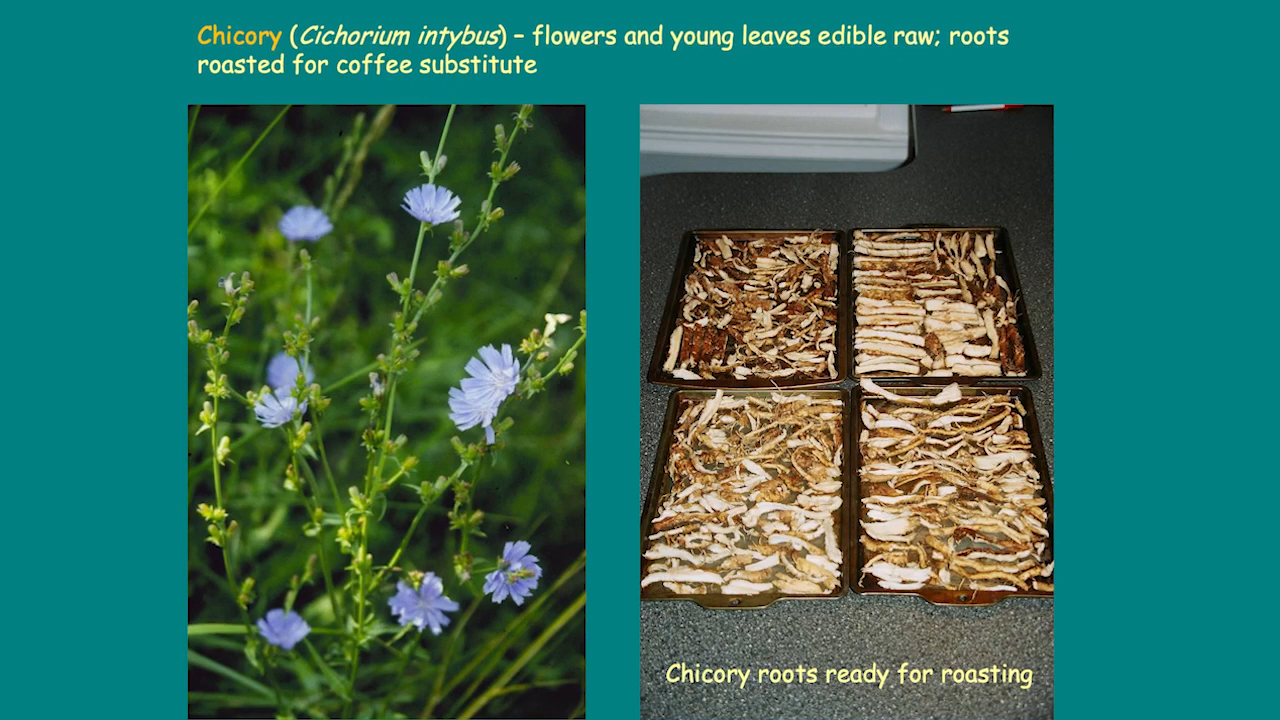 Chicory (Cichorium intybus) – flowers and young leaves edible raw; roots
roasted for coffee substitute
Chicory roots ready for roasting